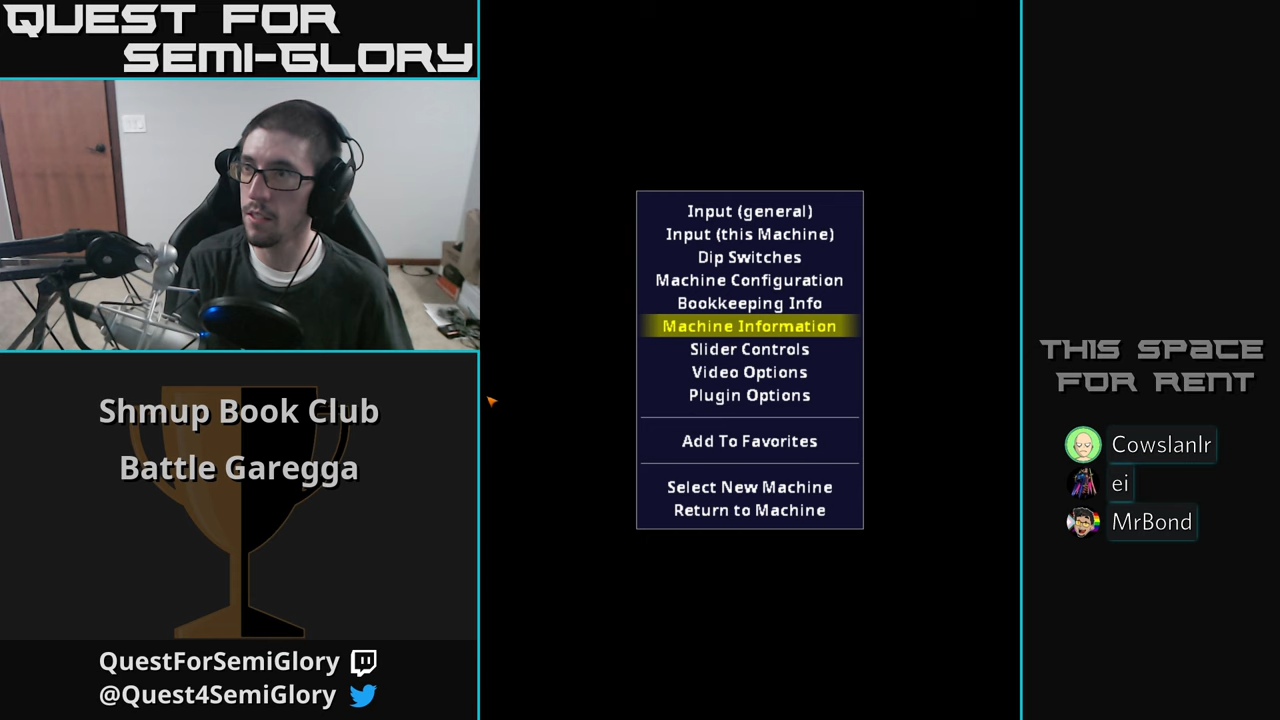 QUEST FOR
SEMI-GLORY
Input (general)
Input (this Machine)
Dip Switches
Machine Configuration
Bookkeeping Info
Machine Information
Slider Controls
Video Options
Plugin Options
Add To Favorites
Select New Machine
Return to Machine
Shmup Book Club
Battle Garegga
QuestForSemiGlory
@Quest4SemiGlory
THIS SPACE
FOR RENT
Cowslanlr
ei
MrBond